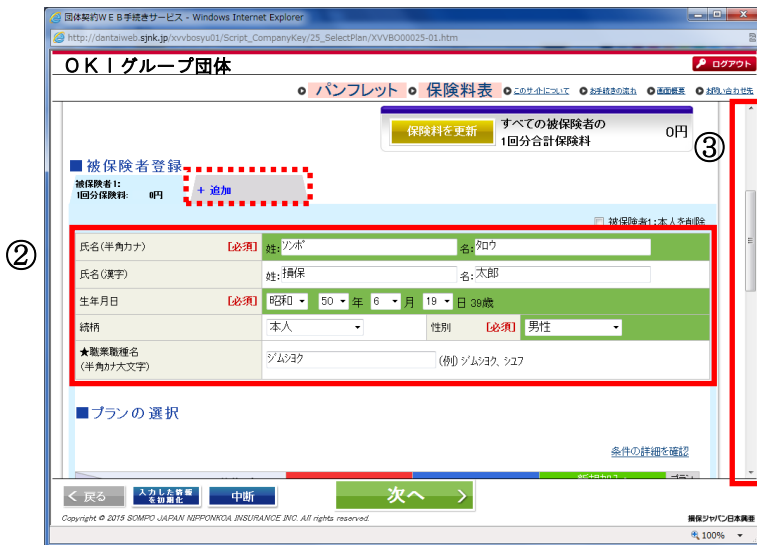 団体契約ＷＥＢ手続きサービス - Windows Internet Explorer
http://dantaiweb.sjnk.jp/xvvbosyu01/Script_CompanyKey/25_SelectPlan/XVVBO00025-01.htm
ＯＫＩグループ団体
ログアウト
パンフレット 保険料表 このサイトについて お手続きの流れ 画面概要 お問い合わせ先
保険料を更新 すべての被保険者の
1回分合計保険料 0円
③
■被保険者登録
被保険者1:
1回分保険料: 0円
+ 追加
被保険者1:本人を削除
②
氏名(半角カナ) 【必須】 姓: ｿﾝﾎﾟ 名: ﾀﾛｳ
氏名(漢字) 姓: 損保 名: 太郎
生年月日 【必須】 昭和 50 年 6 月 19 日 39歳
続柄 本人 性別 【必須】 男性
★職業職種名
(半角カナ大文字)
ｼﾞﾑｼﾖｸ (例) ｼﾞﾑｼﾖｸ、ｼﾕﾌ
■プランの選択
条件の詳細を確認
< 戻る 入力した情報
を初期化 中断 次へ >
Copyright © 2015 SOMPO JAPAN NIPPONKOA INSURANCE INC. All rights reserved. 損保ジャパン日本興亜
100%